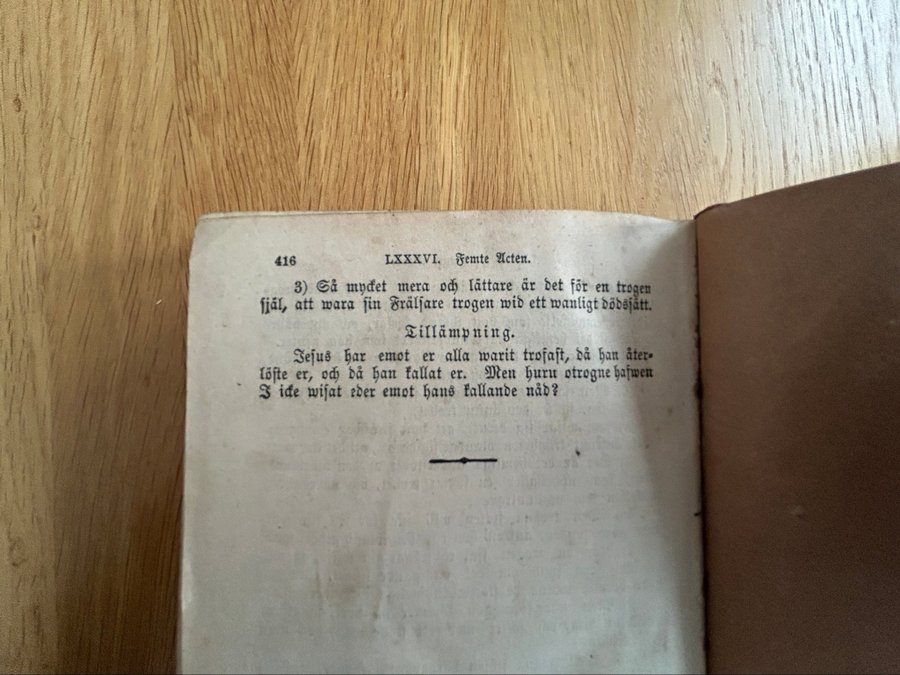 416 LXXXVI. Femte Acten.
3) Så mycket mera och lättare är det för en trogen
själ, att wara sin Frälsare trogen wid ett wanligt dödssätt.
Tillämpning.
Jesus har emot er alla warit trofast, då han åter-
löste er, och då han kallat er. Men huru otrogne hafwen
I icke wisat eder emot hans kallande nåd?